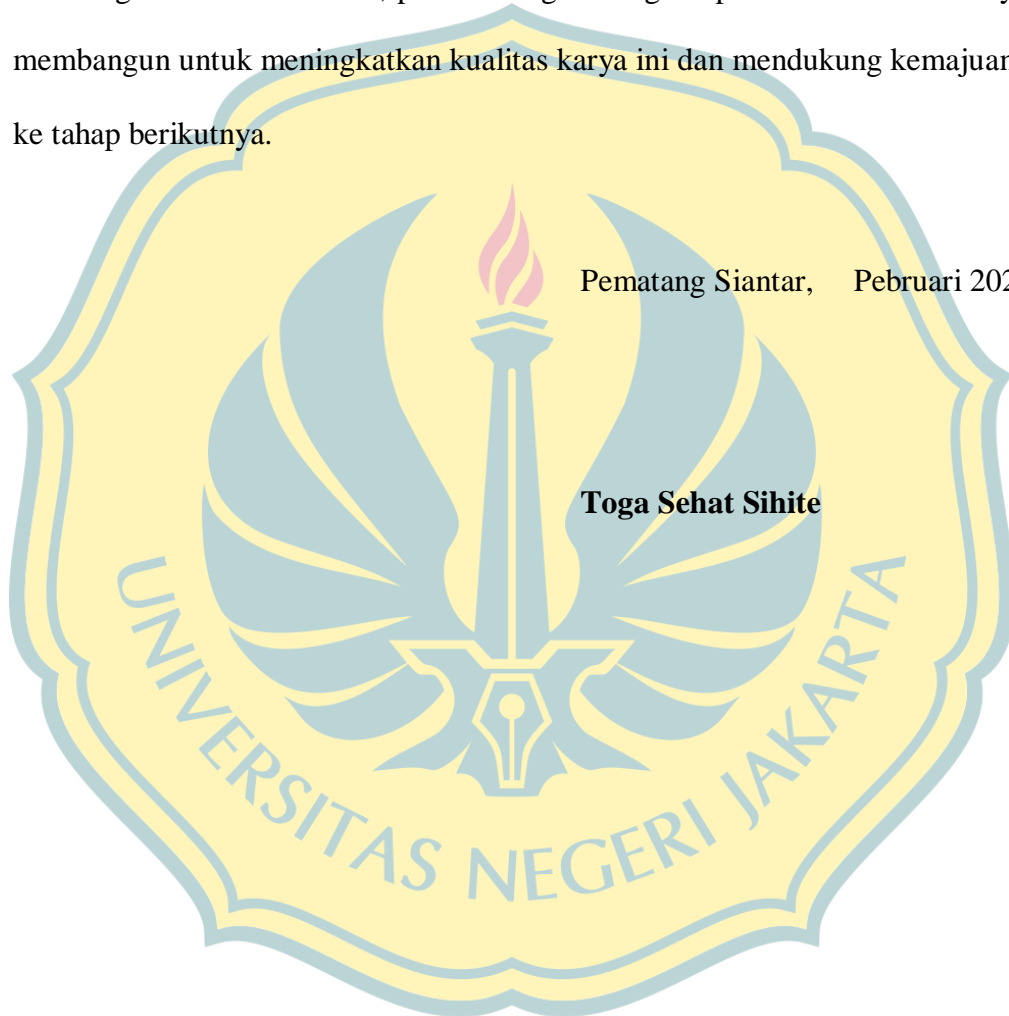 membangun untuk meningkatkan kualitas karya ini dan mendukung kemajuan
ke tahap berikutnya.
Pematang Siantar, Pebruari 202
Toga Sehat Sihite
UNIVERSITAS NEGERI JAKARTA